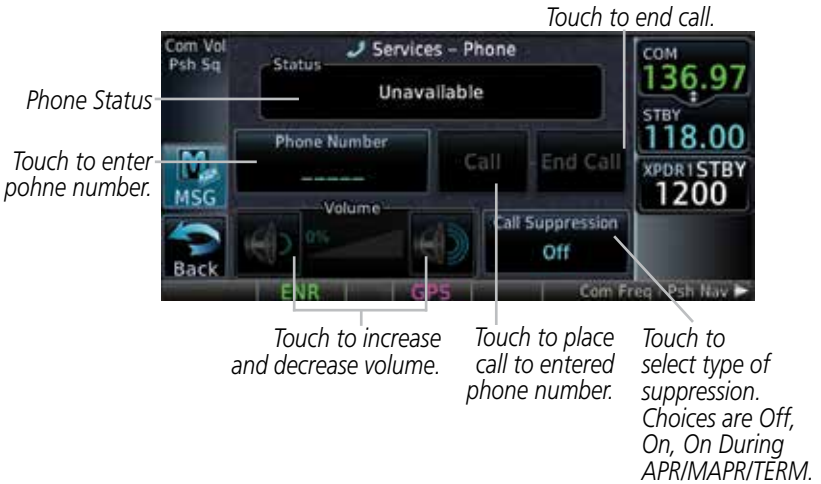 Touch to end call.
Com Vol
Psh Sq
Services – Phone
Status
Unavailable
COM
136.97
STBY
118.00
XPDR1 STBY
1200
Phone Status
Touch to enter
pohne number.
Phone Number
_____
Call
End Call
MSG
Volume
0%
Call Suppression
Off
Back
ENR
GPS
Com Freq
Psh Nav
Touch to increase
and decrease volume.
Touch to place
call to entered
phone number.
Touch to
select type of
suppression.
Choices are Off,
On, On During
APR/MAPR/TERM.